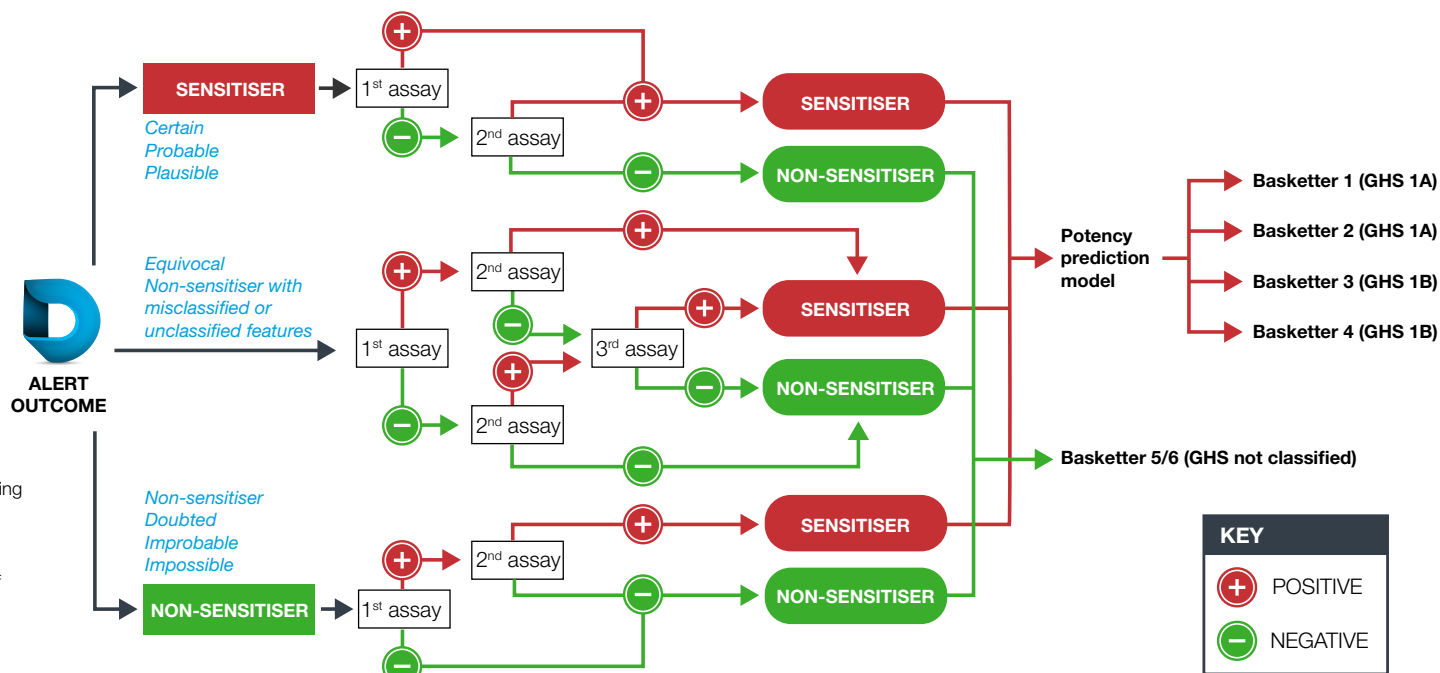 SENSITISER
Certain
Probable
Plausible
1st assay
+
−
2nd assay
+
−
SENSITISER
NON-SENSITISER
Equivocal
Non-sensitiser with
misclassified or
unclassified features
1st assay
+
−
2nd assay
+
−
2nd assay
+
−
3rd assay
+
−
SENSITISER
NON-SENSITISER
ALERT
OUTCOME
ing
Non-sensitiser
Doubted
Improbable
Impossible
NON-SENSITISER
1st assay
+
−
2nd assay
+
−
SENSITISER
NON-SENSITISER
Potency
prediction
model
Basketter 1 (GHS 1A)
Basketter 2 (GHS 1A)
Basketter 3 (GHS 1B)
Basketter 4 (GHS 1B)
Basketter 5/6 (GHS not classified)
KEY
+ POSITIVE
− NEGATIVE